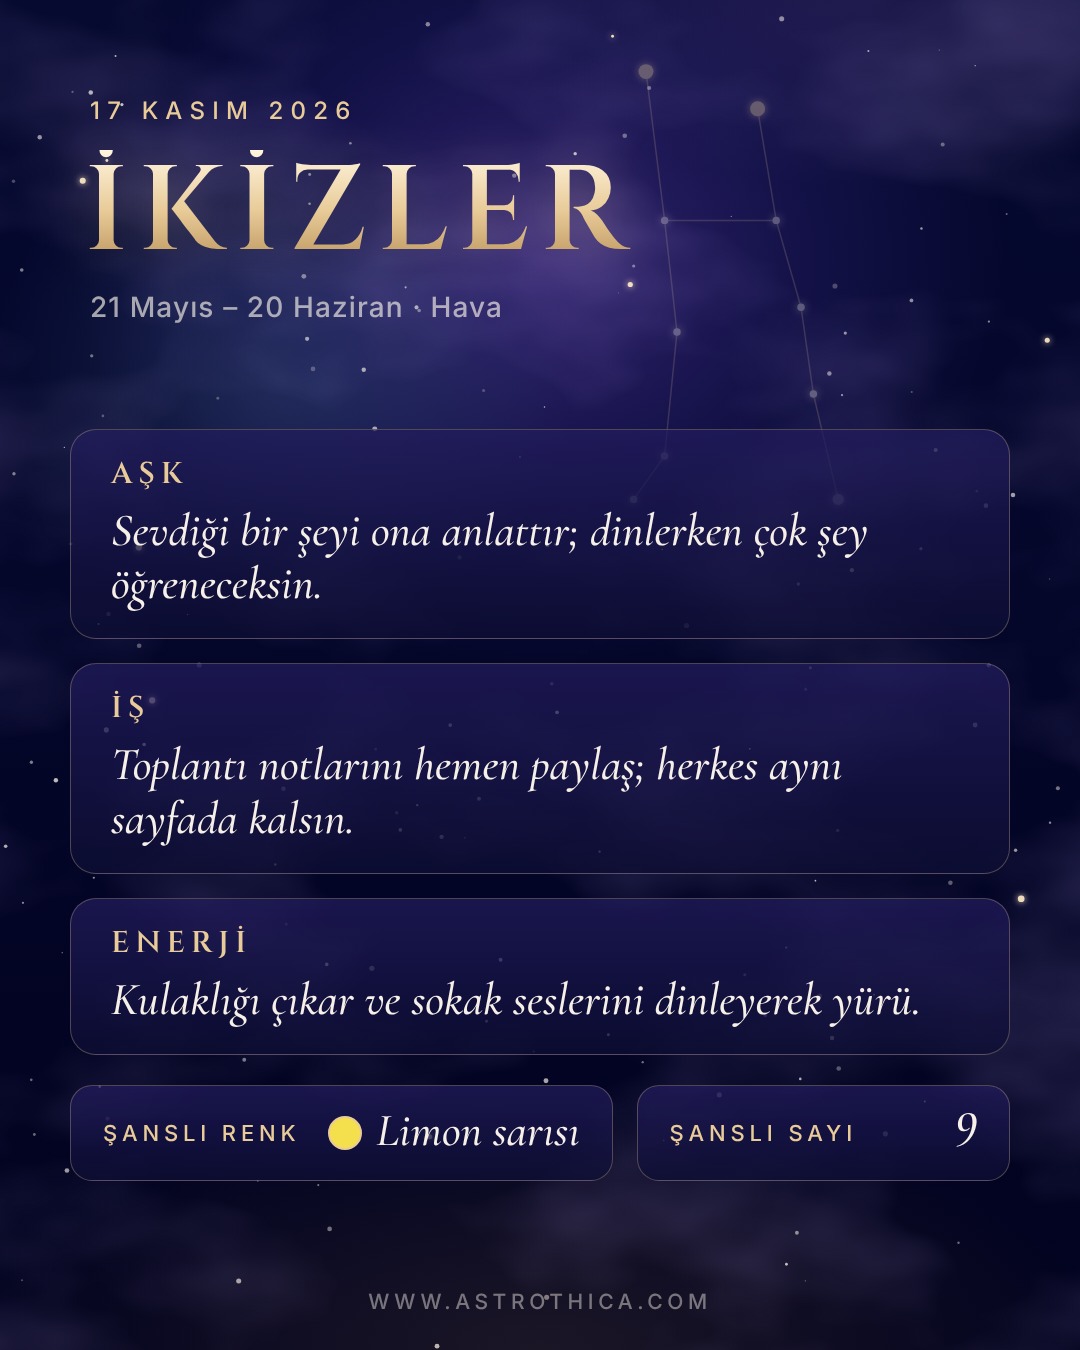 17 KASIM 2026
İKİZLER
21 Mayıs – 20 Haziran · Hava
AŞK
Sevdiği bir şeyi ona anlattır; dinlerken çok şey
öğreneceksin.
İŞ
Toplantı notlarını hemen paylaş; herkes aynı
sayfada kalsın.
ENERJİ
Kulaklığı çıkar ve sokak seslerini dinleyerek yürü.
ŞANSLI RENK Limon sarısı
ŞANSLI SAYI 9
WWW.ASTROTHICA.COM